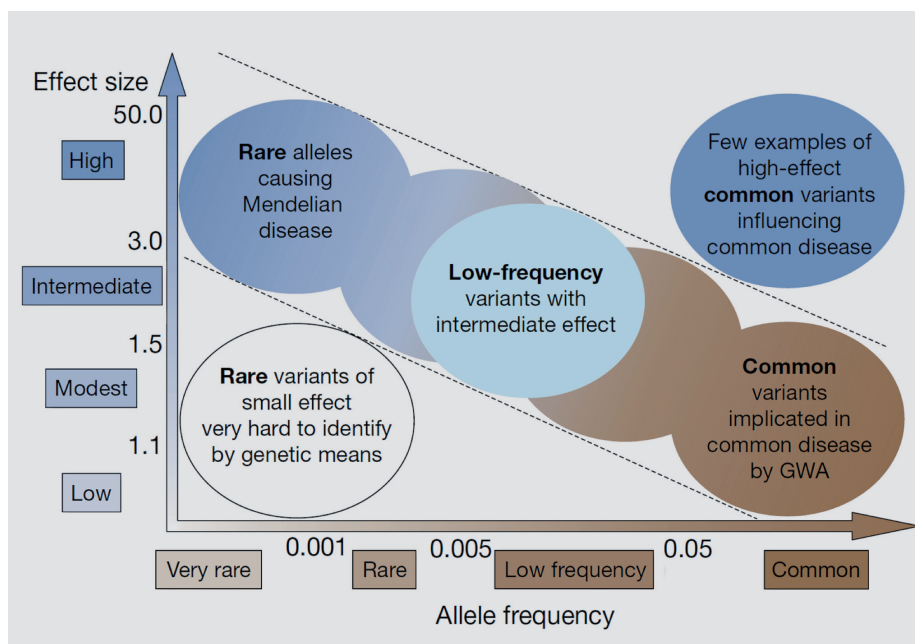 Effect size
50.0
High
3.0
Intermediate
1.5
Modest
1.1
Low
Rare alleles
causing
Mendelian
disease
Few examples of
high-effect
common variants
influencing
common disease
Low-frequency
variants with
intermediate effect
Rare variants of
small effect
very hard to identify
by genetic means
Common
variants
implicated in
common disease
by GWA
0.001
0.005
0.05
Very rare
Rare
Low frequency
Common
Allele frequency